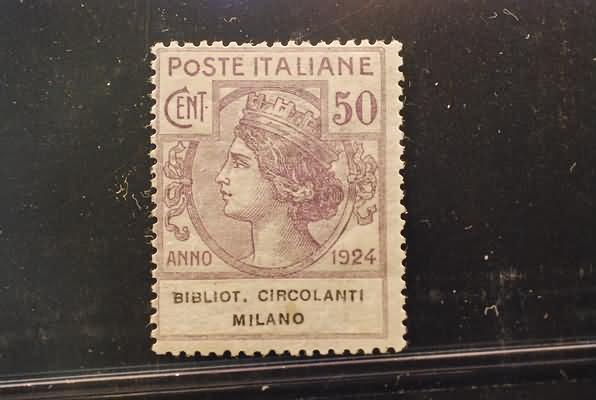 POSTE ITALIANE
CENT. 50
ANNO 1924
BIBLIOT. CIRCOLANTI
MILANO